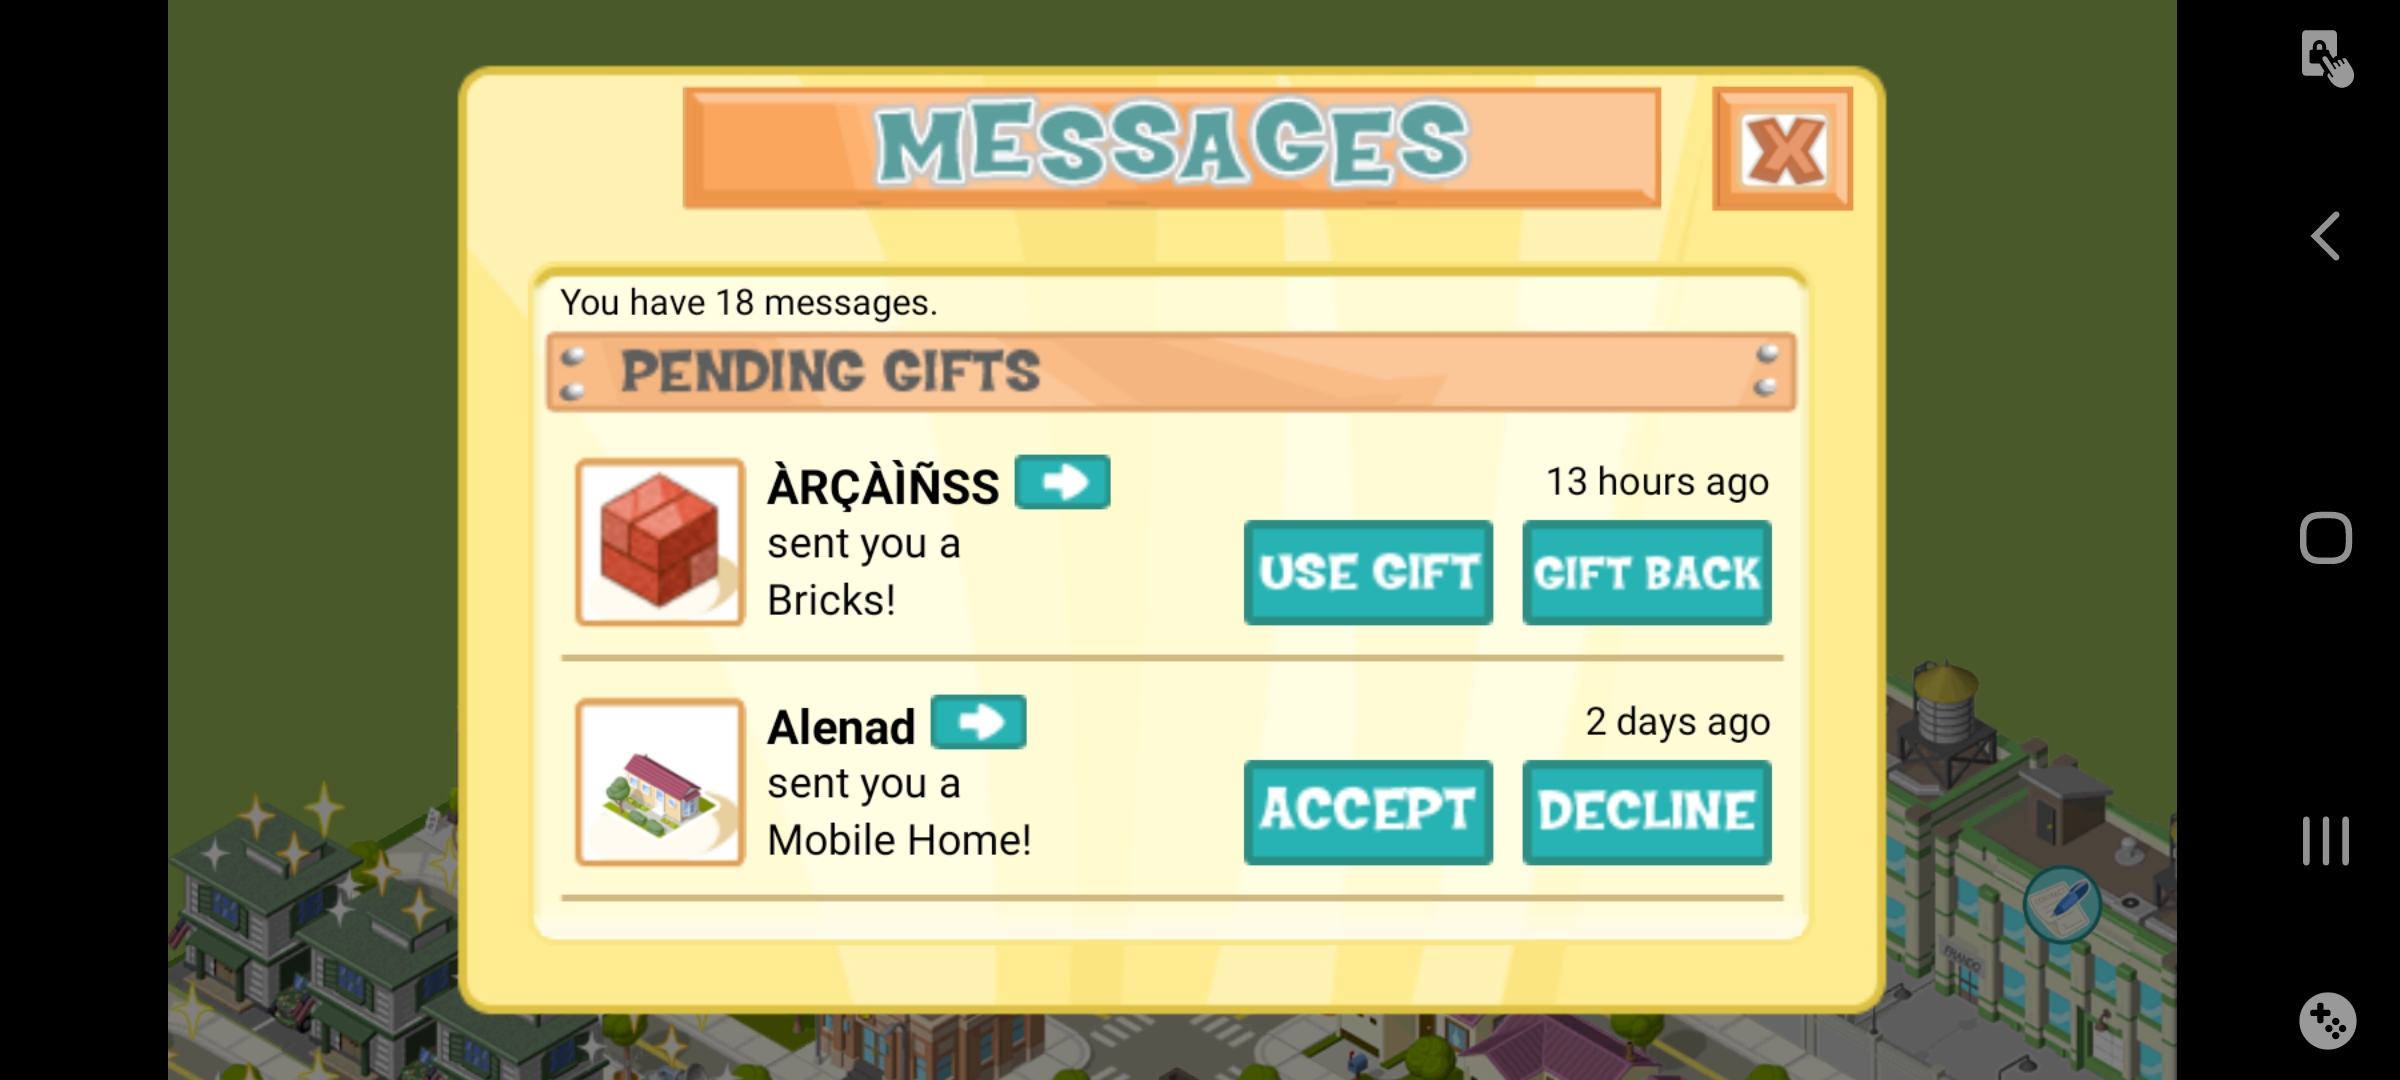 MESSAGES
X
You have 18 messages.
PENDING GIFTS
ÀRÇÀÌÑSS
13 hours ago
sent you a
Bricks!
USE GIFT
GIFT BACK
Alenad
2 days ago
sent you a
Mobile Home!
ACCEPT
DECLINE